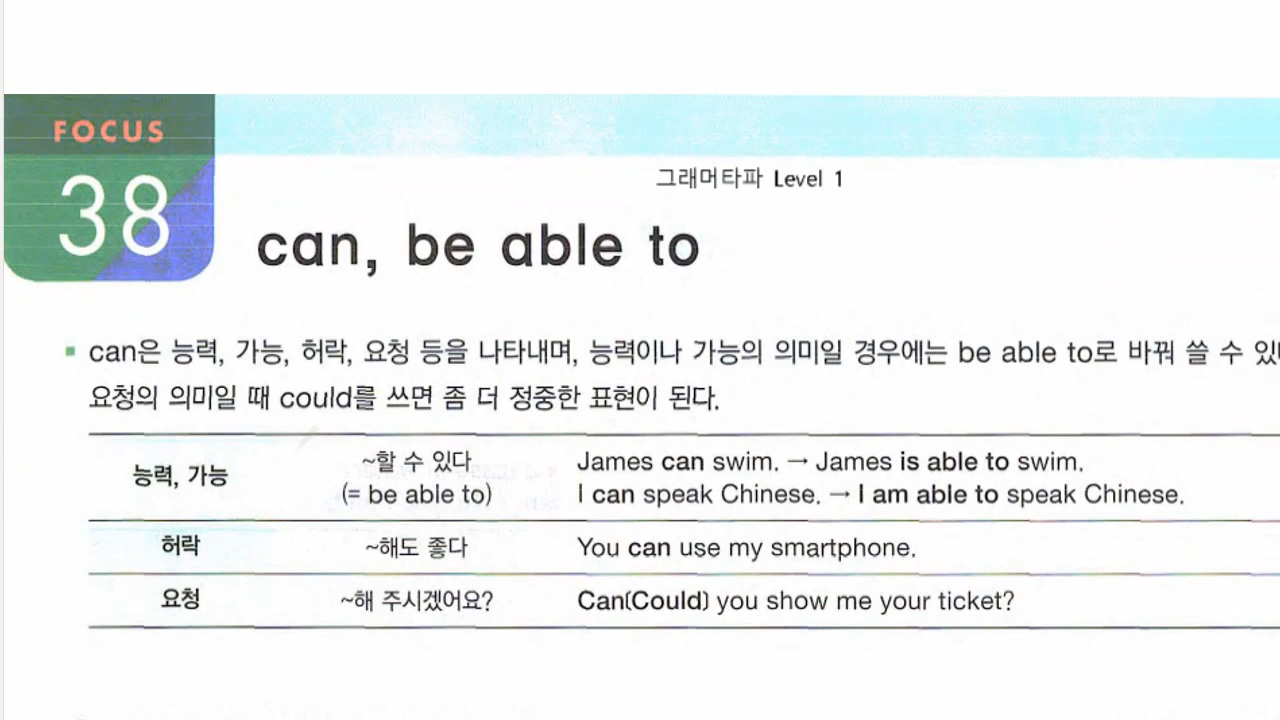 FOCUS
38
그래머타파 Level 1
can, be able to
can은 능력, 가능, 허락, 요청 등을 나타내며, 능력이나 가능의 의미일 경우에는 be able to로 바꿔 쓸 수
요청의 의미일 때 could를 쓰면 좀 더 정중한 표현이 된다.
능력, 가능
~할 수 있다
(= be able to)
James can swim. → James is able to swim.
I can speak Chinese. → I am able to speak Chinese.
허락
~해도 좋다
You can use my smartphone.
요청
~해 주시겠어요?
Can(Could) you show me your ticket?